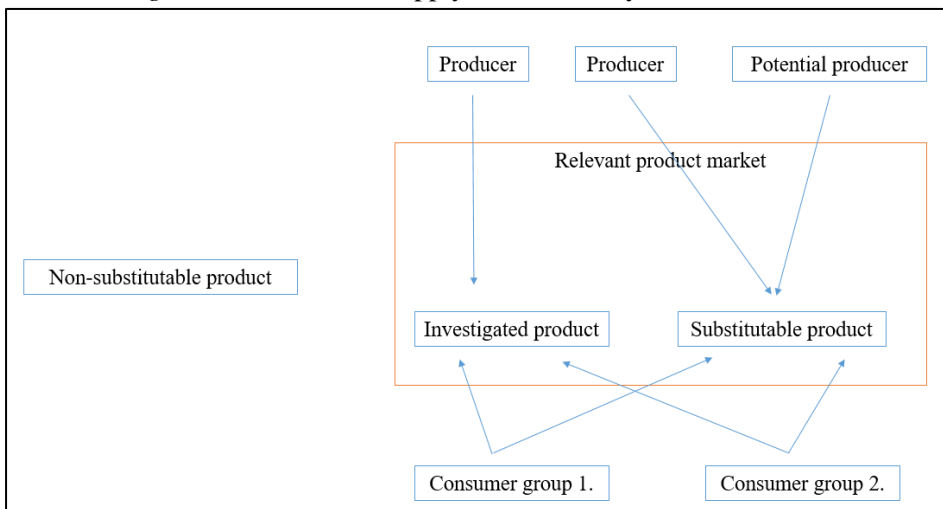 Producer
Producer
Potential producer
Relevant product market
Non-substitutable product
Investigated product
Substitutable product
Consumer group 1.
Consumer group 2.